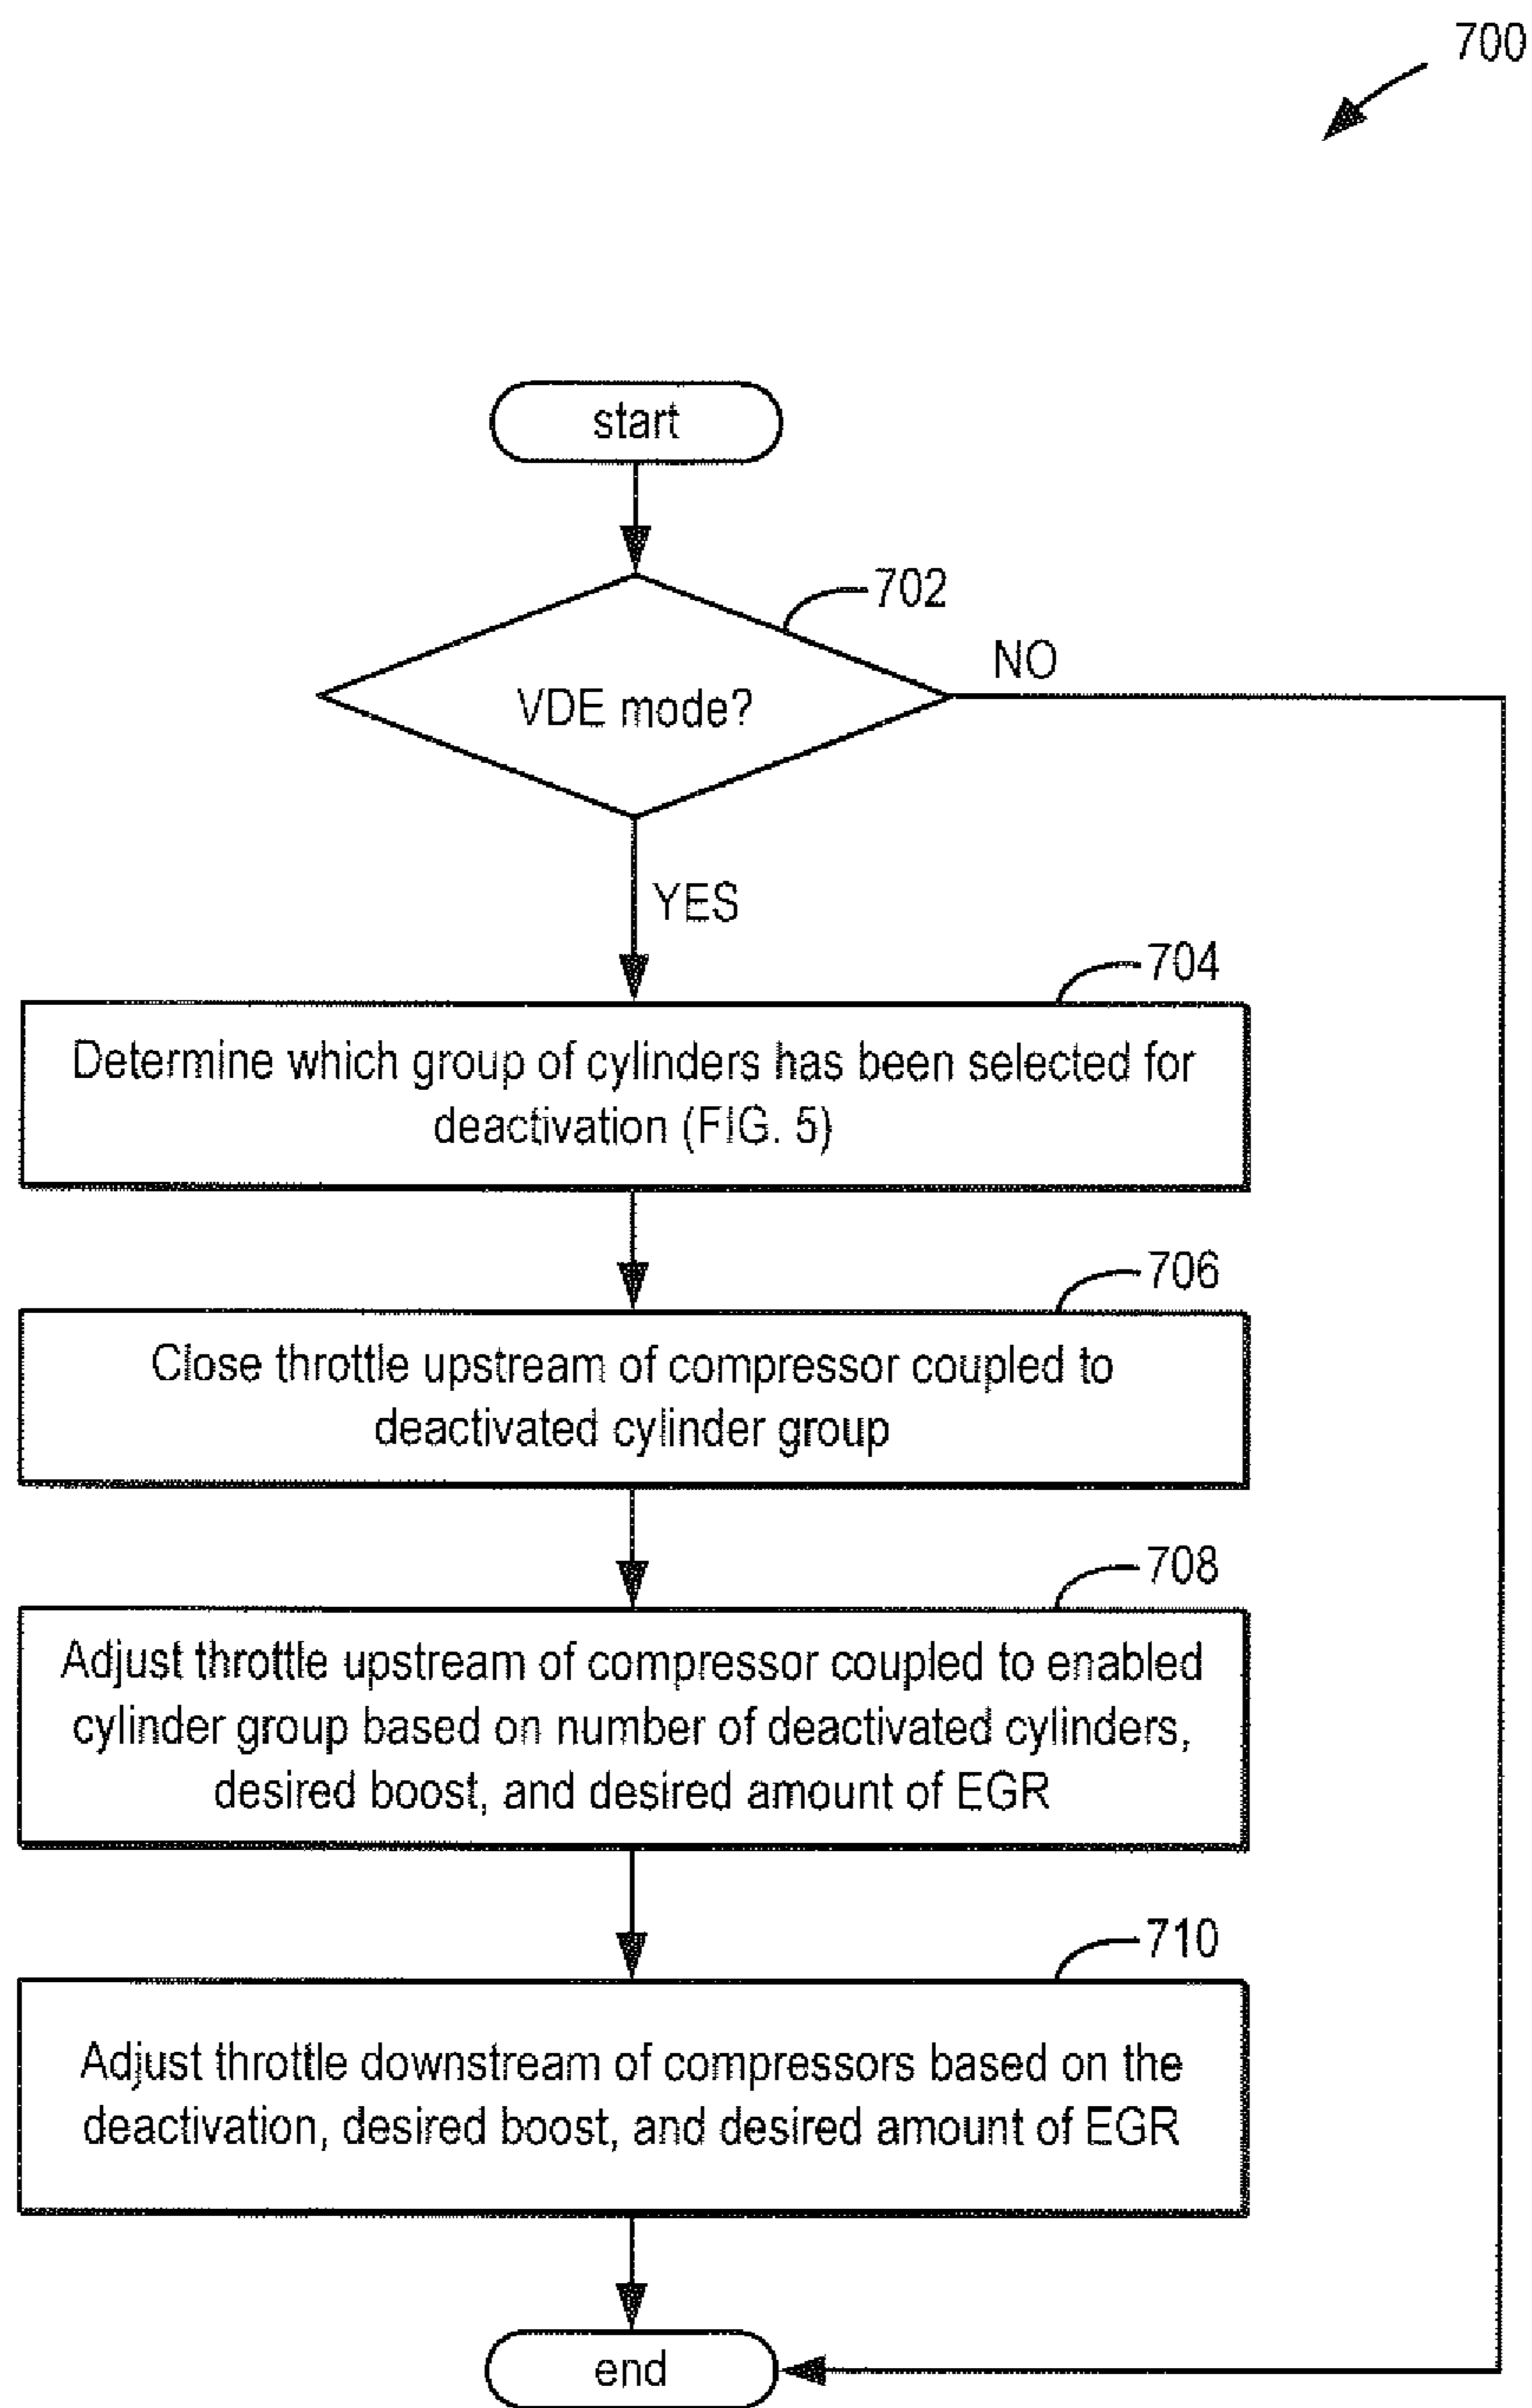 700
start
702
VDE mode?
NO
YES
704
Determine which group of cylinders has been selected for
deactivation (FIG. 5)
706
Close throttle upstream of compressor coupled to
deactivated cylinder group
708
Adjust throttle upstream of compressor coupled to enabled
cylinder group based on number of deactivated cylinders,
desired boost, and desired amount of EGR
710
Adjust throttle downstream of compressors based on the
deactivation, desired boost, and desired amount of EGR
end